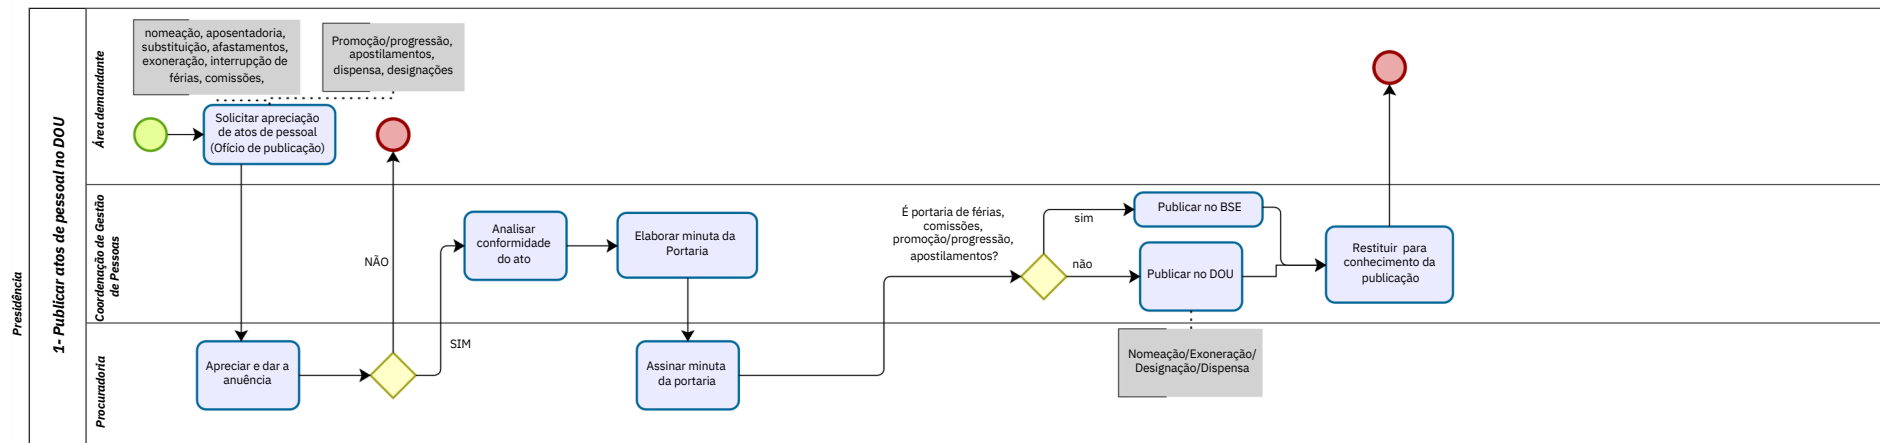 Presidência
1- Publicar atos de pessoal no DOU
Área demandante
nomeação, aposentadoria,
substituição, afastamentos,
exoneração, interrupção de
férias, comissões,
Promoção/progressão,
apostilamentos,
dispensa, designações
Solicitar apreciação
de atos de pessoal
(Ofício de publicação)
Coordenação de Gestão
de Pessoas
NÃO
Analisar
conformidade
do ato
Elaborar minuta da
Portaria
É portaria de férias,
comissões,
promoção/progressão,
apostilamentos?
sim
Publicar no BSE
não
Publicar no DOU
Restituir para
conhecimento da
publicação
Procuradoria
Apreciar e dar a
anuência
SIM
Assinar minuta
da portaria
Nomeação/Exoneração/
Designação/Dispensa